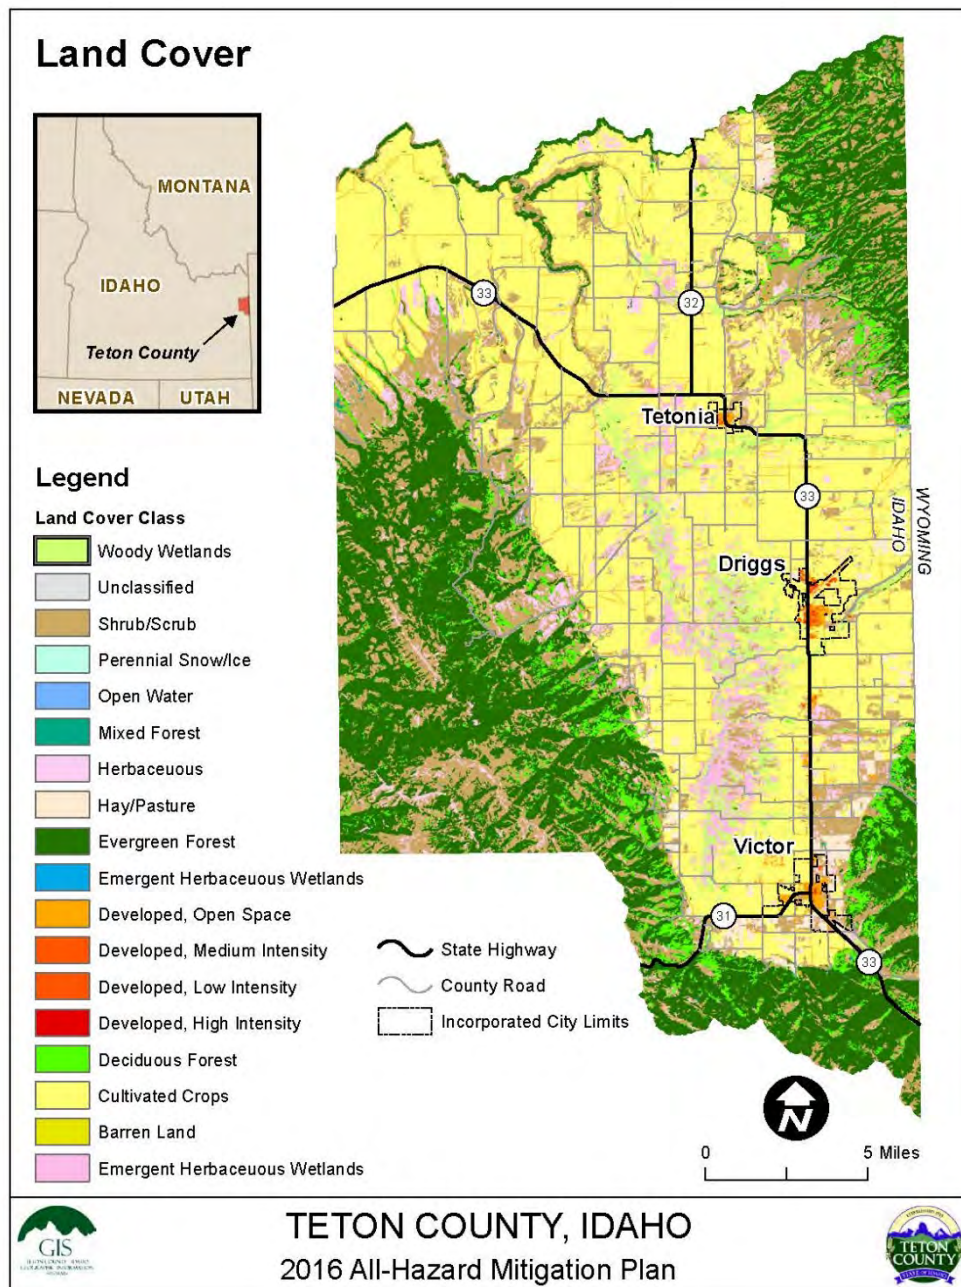 Land Cover
MONTANA
IDAHO
Teton County
NEVADA
UTAH
Legend
Land Cover Class
Woody Wetlands
Unclassified
Shrub/Scrub
Perennial Snow/Ice
Open Water
Mixed Forest
Herbaceuous
Hay/Pasture
Evergreen Forest
Emergent Herbaceuous Wetlands
Developed, Open Space
Developed, Medium Intensity
Developed, Low Intensity
Developed, High Intensity
Deciduous Forest
Cultivated Crops
Barren Land
Emergent Herbaceuous Wetlands
State Highway
County Road
Incorporated City Limits
33
32
Tetonia
33
WYOMING
IDAHO
Driggs
Victor
31
33
N
0 5 Miles
GIS
TETON COUNTY, IDAHO
2016 All-Hazard Mitigation Plan
TETON
COUNTY